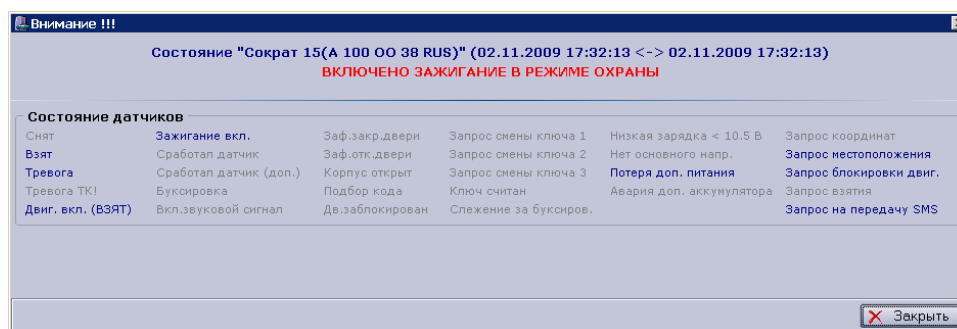 Внимание !!!
Состояние "Сократ 15(А 100 ОО 38 RUS)" (02.11.2009 17:32:13 <-> 02.11.2009 17:32:13)
ВКЛЮЧЕНО ЗАЖИГАНИЕ В РЕЖИМЕ ОХРАНЫ
Состояние датчиков
Снят Зажигание вкл. Заф.закр.двери Запрос смены ключа 1 Низкая зарядка < 10.5 В Запрос координат
Взят Сработал датчик Заф.отк.двери Запрос смены ключа 2 Нет основного напр. Запрос местоположения
Тревога Сработал датчик (доп.) Корпус открыт Запрос смены ключа 3 Потеря доп. питания Запрос блокировки двиг.
Тревога ТК! Буксировка Подбор кода Ключ считан Авария доп. аккумулятора Запрос взятия
Двиг. вкл. (ВЗЯТ) Вкл.звуковой сигнал Дв.заблокирован Слежение за буксиров. Запрос на передачу SMS
Закрыть